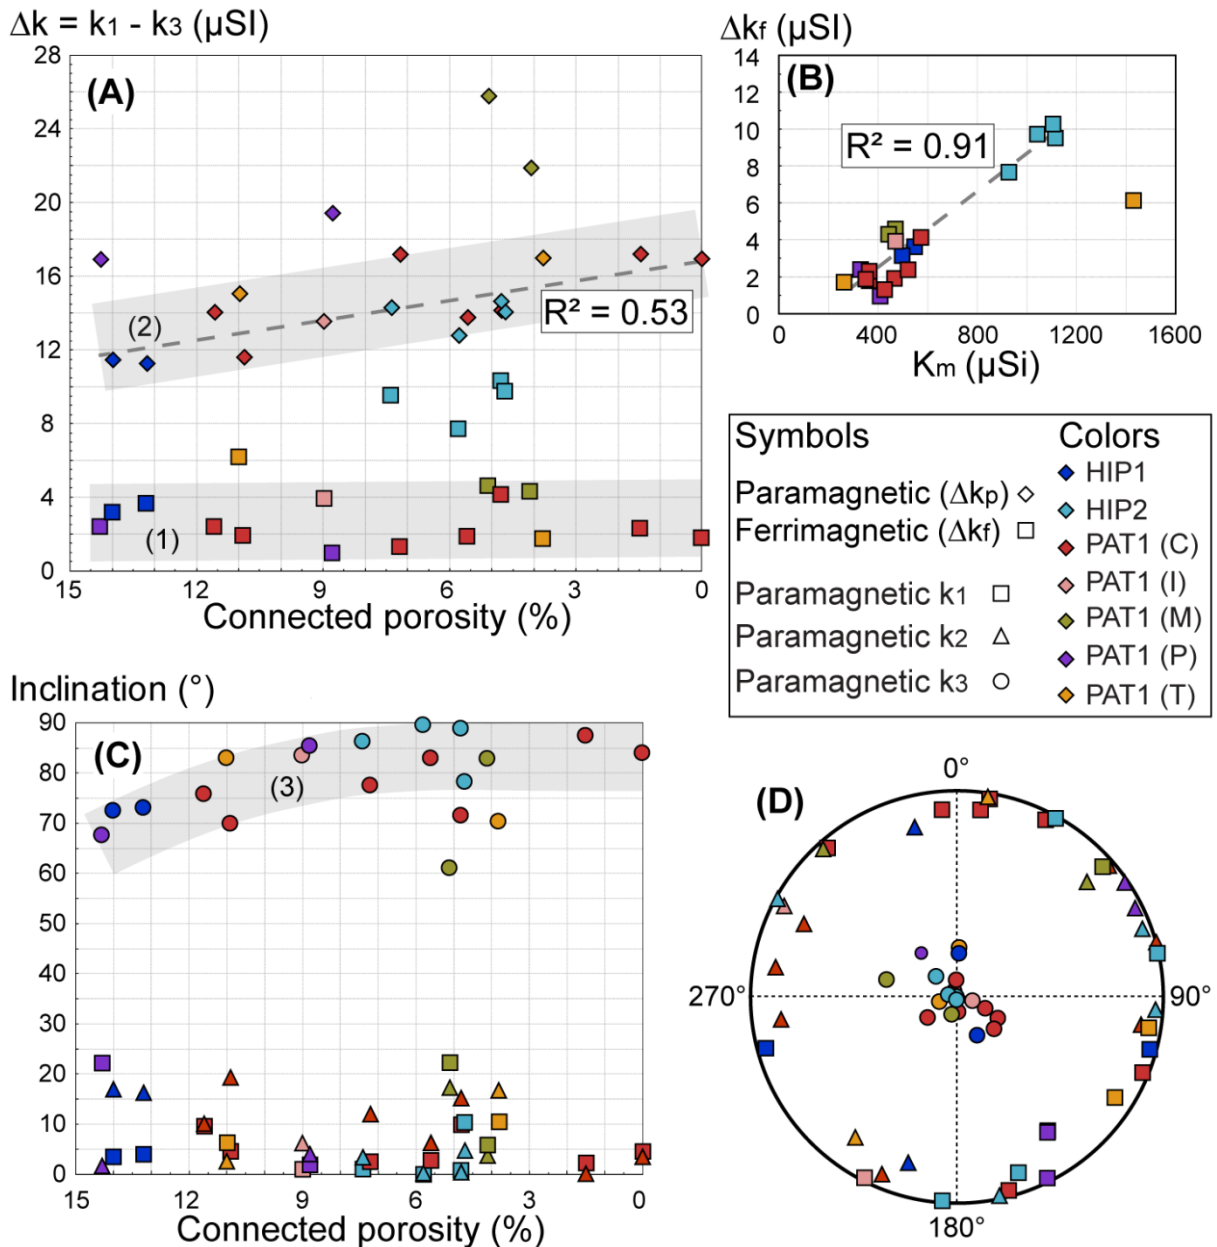 Δk = k1 - k3 (µSI)
28
24
20
16
12
8
4
0
(A)
(2)
R² = 0.53
(1)
15
12
9
6
3
0
Connected porosity (%)
Δkf (µSI)
14
12
10
8
6
4
2
0
(B)
R² = 0.91
0
400
800
1200
1600
Km (µSi)
Symbols
Colors
Paramagnetic (Δkp)
Ferrimagnetic (Δkf)
Paramagnetic k1
Paramagnetic k2
Paramagnetic k3
HIP1
HIP2
PAT1 (C)
PAT1 (I)
PAT1 (M)
PAT1 (P)
PAT1 (T)
Inclination (°)
90
80
70
60
50
40
30
20
10
0
(C)
(3)
15
12
9
6
3
0
Connected porosity (%)
(D)
0°
270°
90°
180°